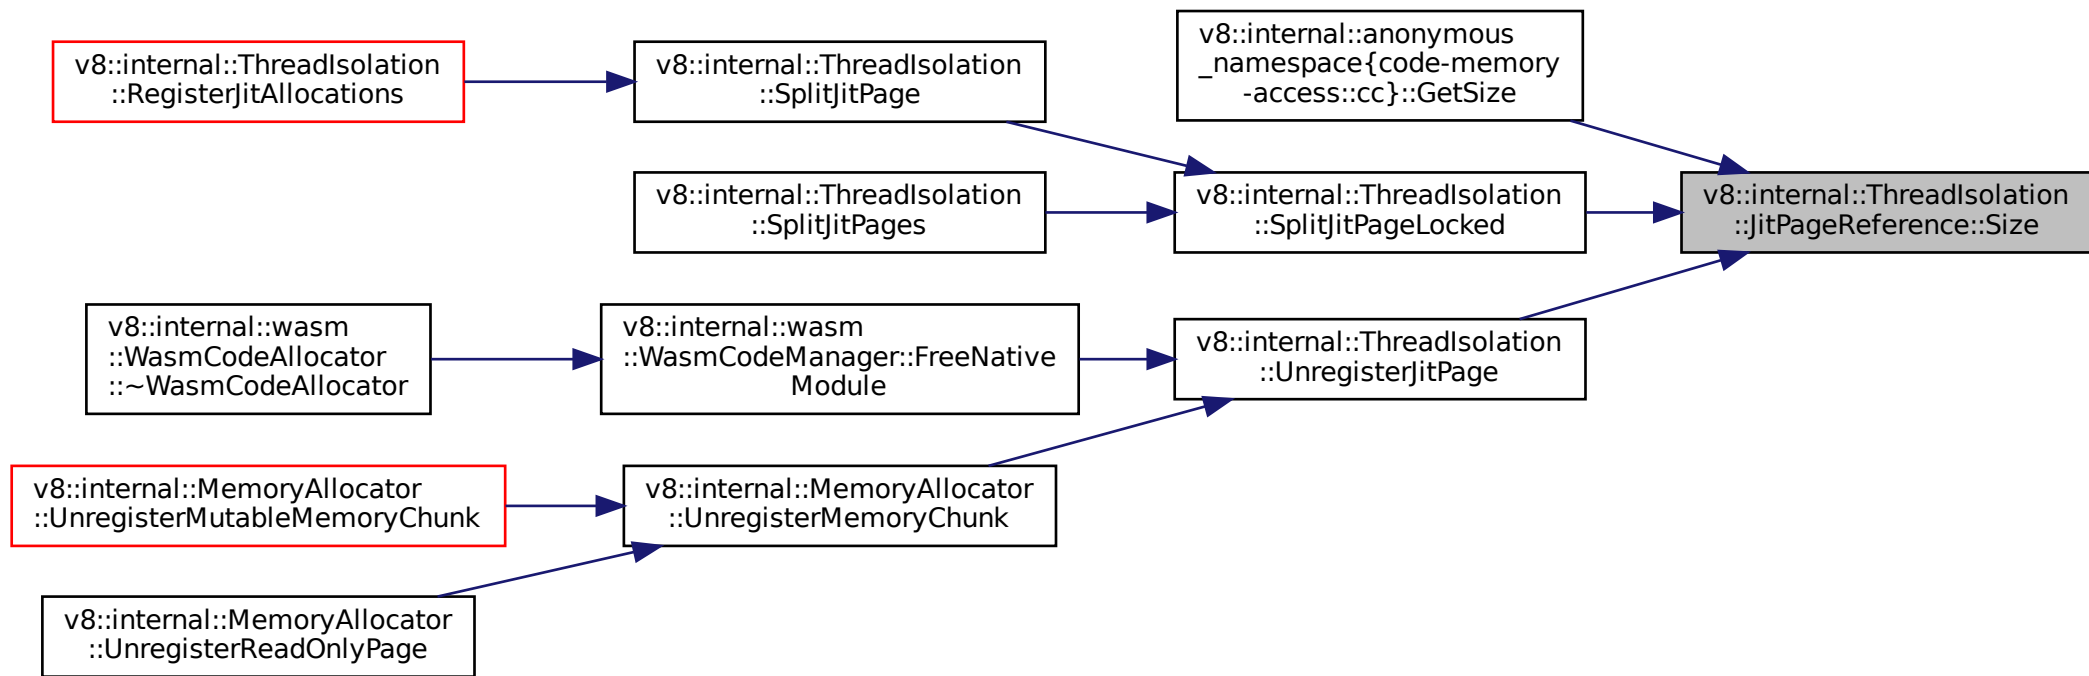 v8::internal::ThreadIsolation
::RegisterJitAllocations
v8::internal::ThreadIsolation
::SplitJitPage
v8::internal::anonymous
_namespace{code-memory
-access::cc}::GetSize
v8::internal::ThreadIsolation
::SplitJitPages
v8::internal::ThreadIsolation
::SplitJitPageLocked
v8::internal::ThreadIsolation
::JitPageReference::Size
v8::internal::wasm
::WasmCodeAllocator
::~WasmCodeAllocator
v8::internal::wasm
::WasmCodeManager::FreeNative
Module
v8::internal::ThreadIsolation
::UnregisterJitPage
v8::internal::MemoryAllocator
::UnregisterMutableMemoryChunk
v8::internal::MemoryAllocator
::UnregisterMemoryChunk
v8::internal::MemoryAllocator
::UnregisterReadOnlyPage